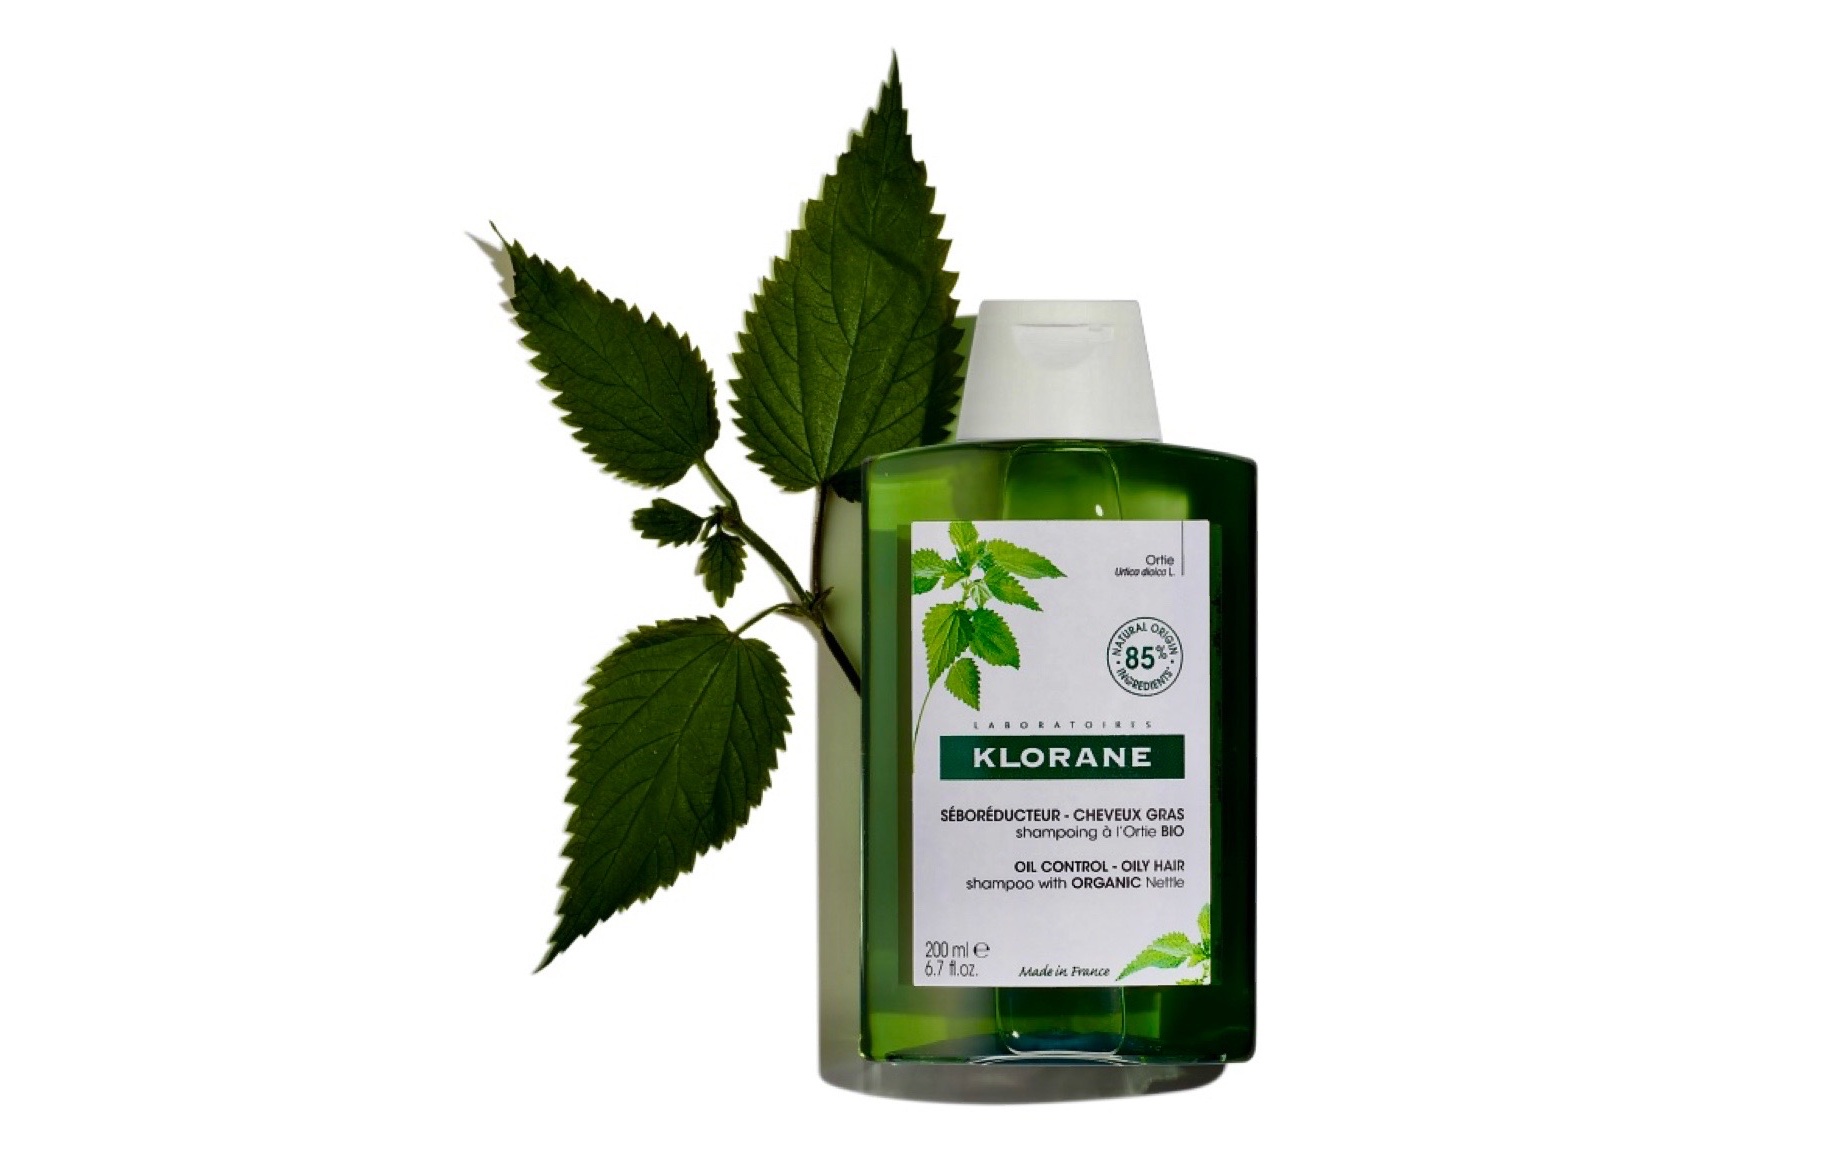 Ortie
Urtica dioica L.
NATURAL ORIGIN
85%
INGREDIENTS*
LABORATOIRES
KLORANE
SÉBORÉDUCTEUR - CHEVEUX GRAS
shampoing à l'Ortie BIO
OIL CONTROL - OILY HAIR
shampoo with ORGANIC Nettle
200 ml ℮
6.7 fl.oz.
Made in France